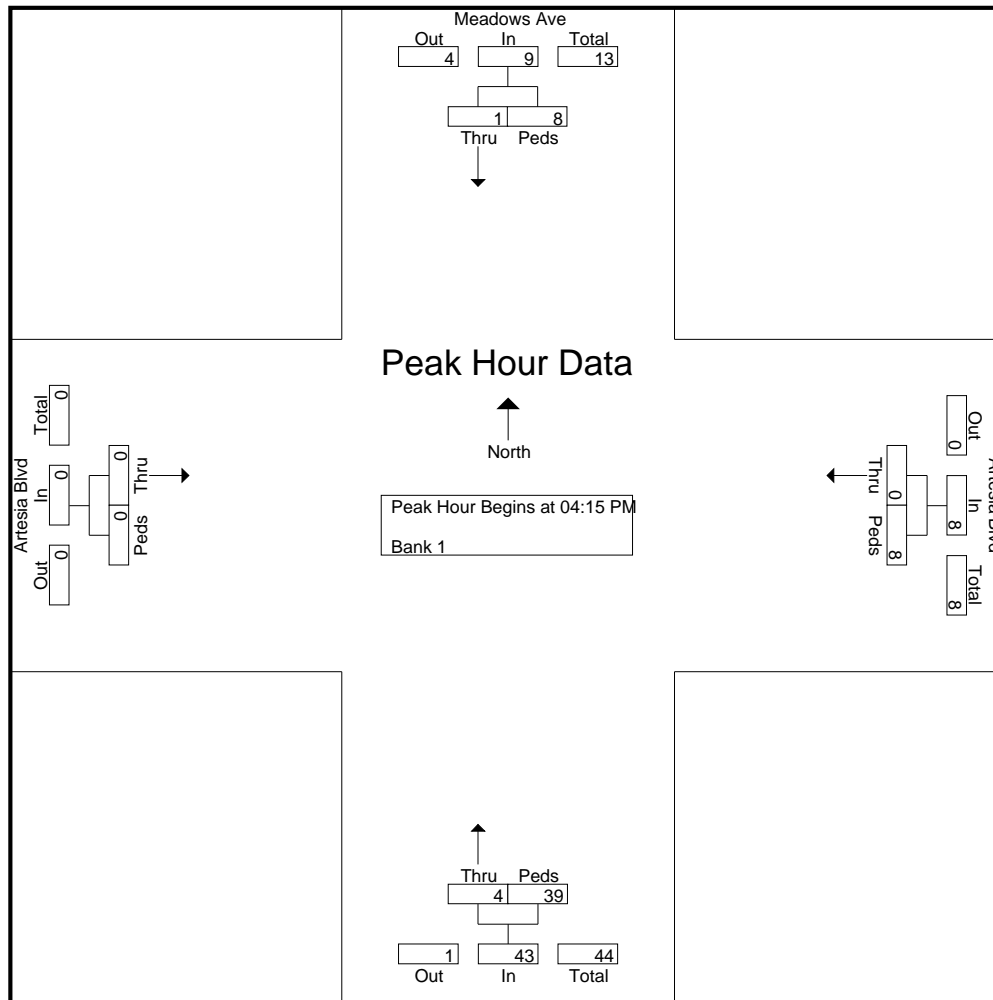 Meadows Ave
Out In Total
4 9 13
1 8
Thru Peds
Peak Hour Data
North
Peak Hour Begins at 04:15 PM
Bank 1
Artesia Blvd
Total In Out
0 0 0
0 0
Thru Peds
Out In Total
0 8 8
0 8
Thru Peds
Thru Peds
4 39
1 43 44
Out In Total